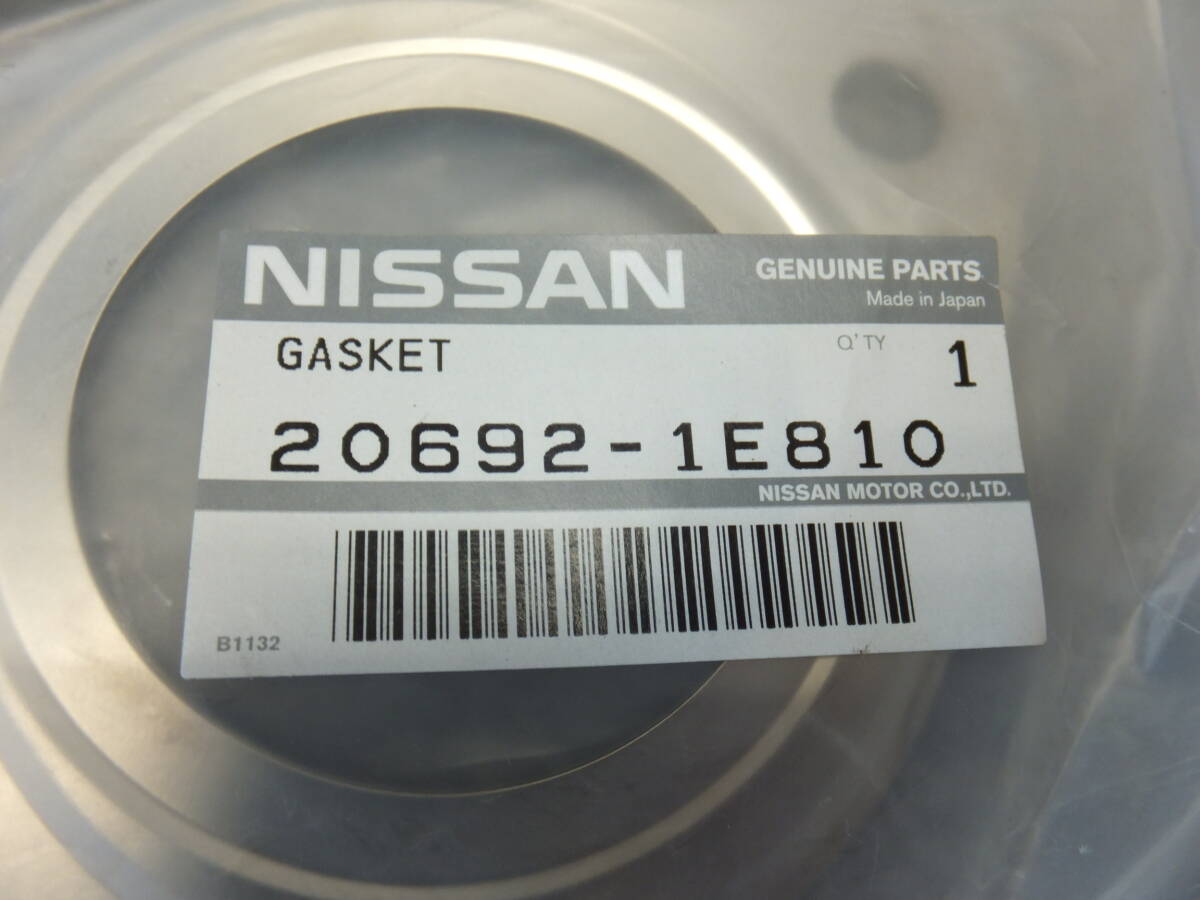 NISSAN
GENUINE PARTS
Made in Japan
GASKET
Q'TY 1
20692-1E810
NISSAN MOTOR CO.,LTD.
B1132